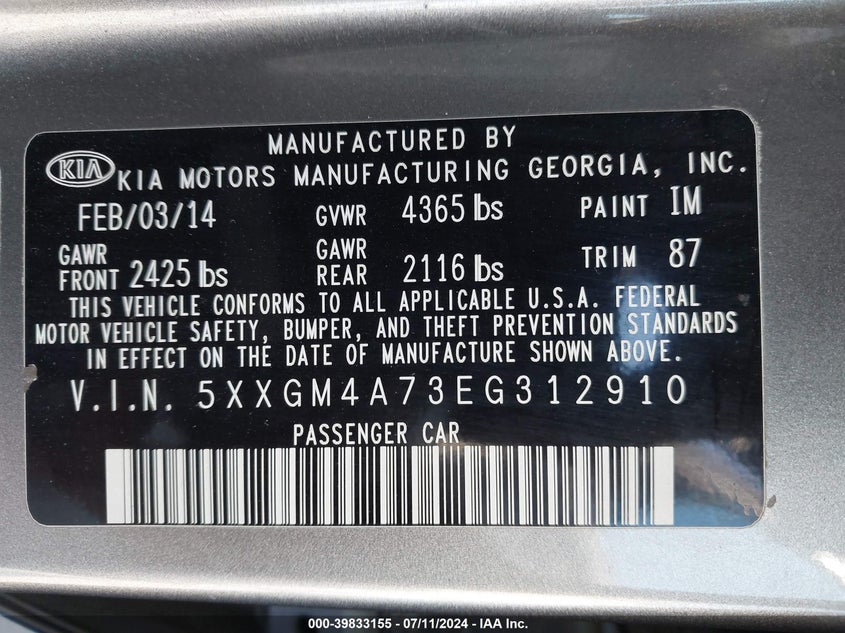 MANUFACTURED BY
KIA KIA MOTORS MANUFACTURING GEORGIA, INC.
FEB/03/14 GVWR 4365 lbs PAINT IM
GAWR FRONT 2425 lbs GAWR REAR 2116 lbs TRIM 87
THIS VEHICLE CONFORMS TO ALL APPLICABLE U.S.A. FEDERAL
MOTOR VEHICLE SAFETY, BUMPER, AND THEFT PREVENTION STANDARDS
IN EFFECT ON THE DATE OF MANUFACTURE SHOWN ABOVE.
V.I.N. 5XXGM4A73EG312910
PASSENGER CAR
000-39833155 - 07/11/2024 - IAA Inc.